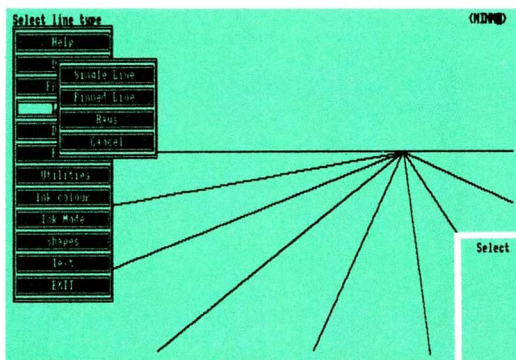 Select line type
Help
Single Line
Pinned Line
Rays
Cancel
Utilities
Ink colour
Ink Mode
Shapes
Text
EXIT
Select